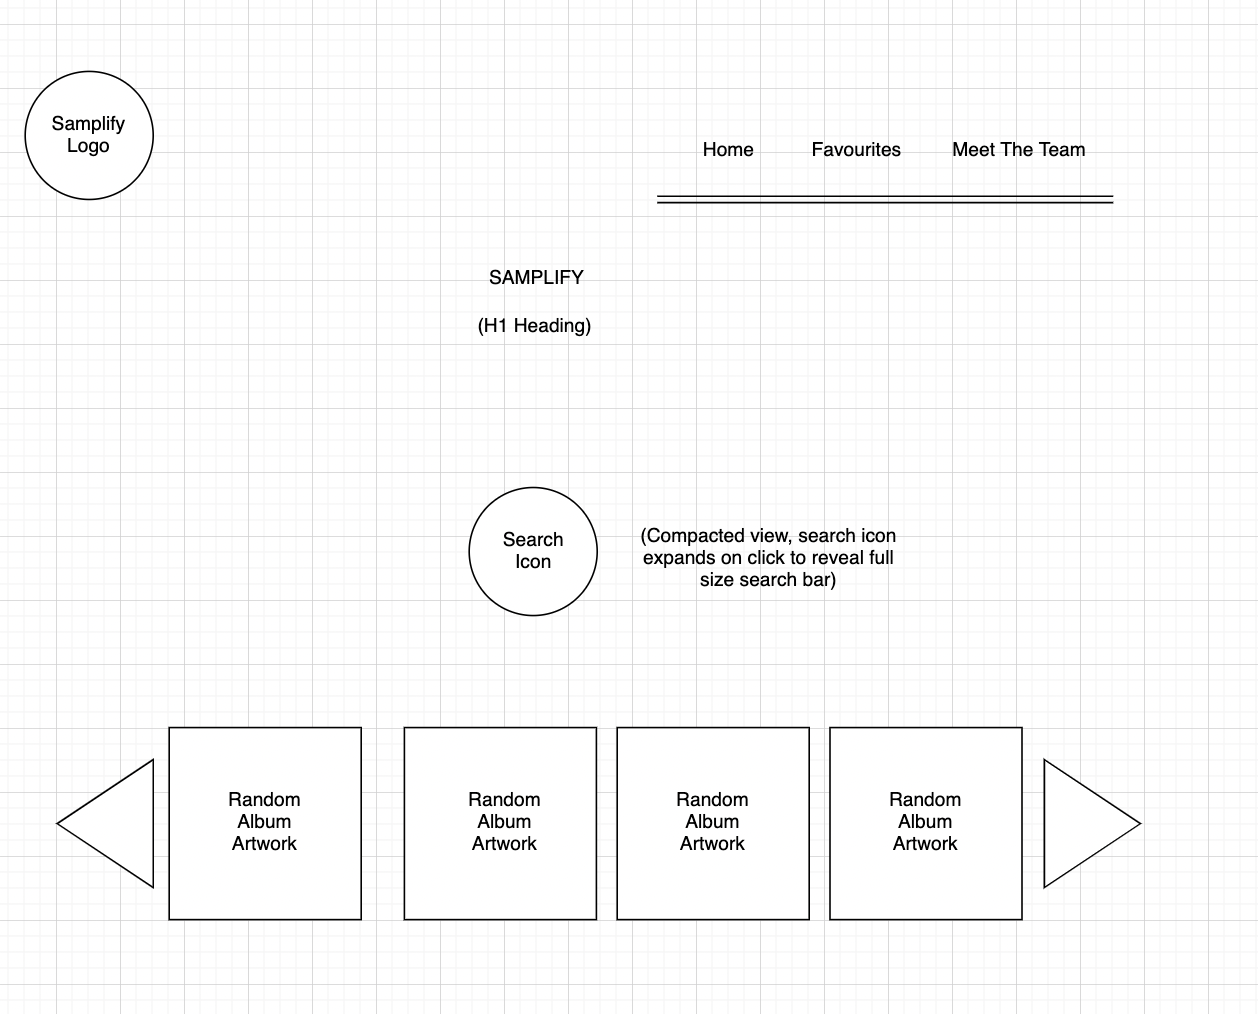 Samplify
Logo
Home
Favourites
Meet The Team
SAMPLIFY
(H1 Heading)
Search
Icon
(Compacted view, search icon
expands on click to reveal full
size search bar)
Random
Album
Artwork
Random
Album
Artwork
Random
Album
Artwork
Random
Album
Artwork